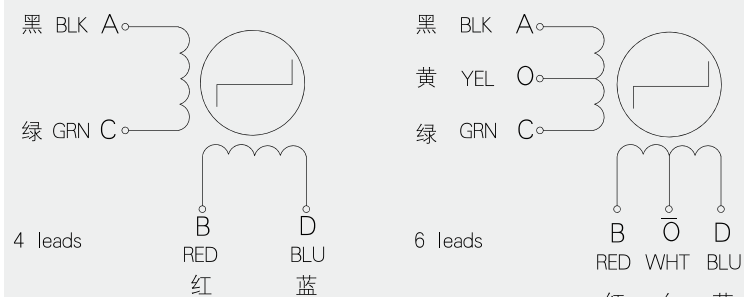 黑 BLK A
绿 GRN C
B D
RED BLU
红 蓝
4 leads
黑 BLK A
黄 YEL O
绿 GRN C
B O̅ D
RED WHT BLU
6 leads